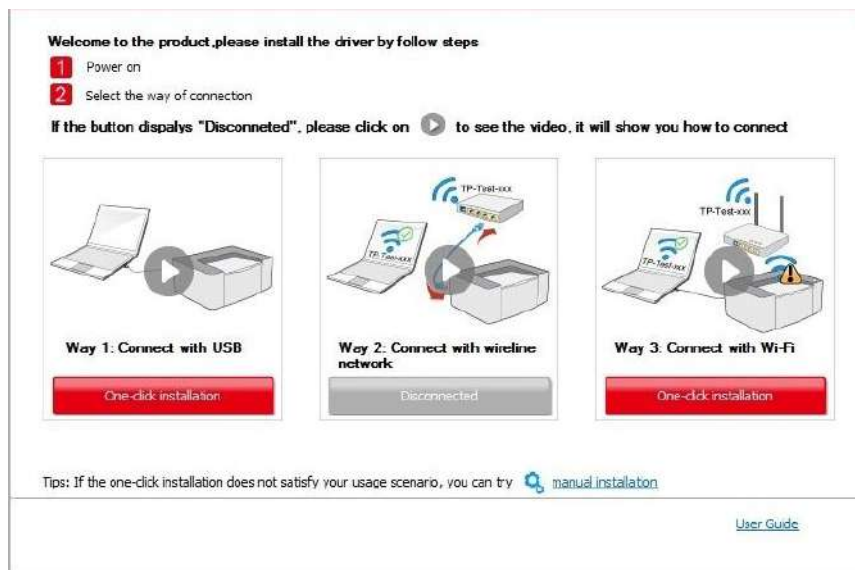 Welcome to the product,please install the driver by follow steps
1 Power on
2 Select the way of connection
If the button dispalys "Disconneted", please click on to see the video, it will show you how to connect
TP-Test-xxx
TP-Test-xxx
TP-Test-xxx
TP-Test-xxx
Way 1: Connect with USB
Way 2: Connect with wireline
network
Way 3: Connect with Wi-Fi
One-click installation
Disconnected
One-click installation
Tips: If the one-click installation does not satisfy your usage scenario, you can try manual installation
User Guide